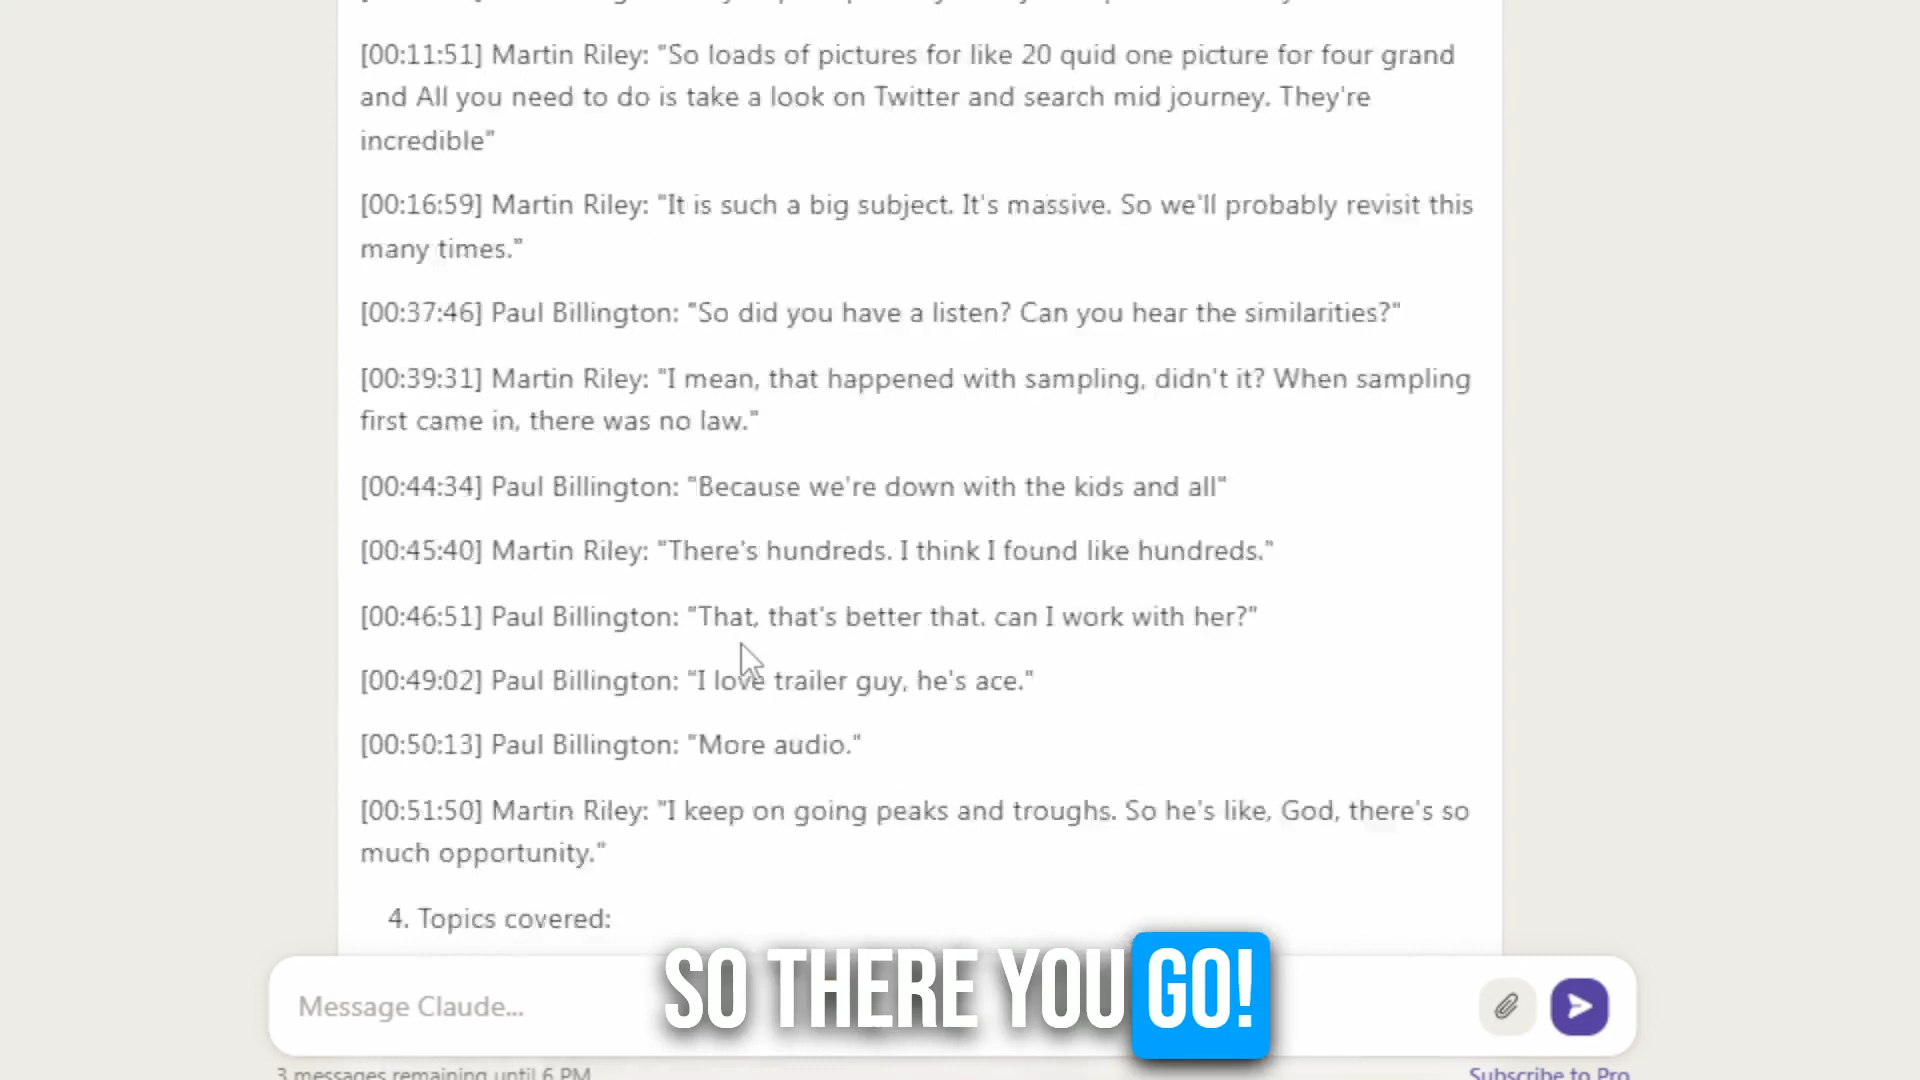 [00:11:51] Martin Riley: "So loads of pictures for like 20 quid one picture for four grand
and All you need to do is take a look on Twitter and search mid journey. They're
incredible"
[00:16:59] Martin Riley: "It is such a big subject. It's massive. So we'll probably revisit this
many times."
[00:37:46] Paul Billington: "So did you have a listen? Can you hear the similarities?"
[00:39:31] Martin Riley: "I mean, that happened with sampling, didn't it? When sampling
first came in, there was no law."
[00:44:34] Paul Billington: "Because we're down with the kids and all"
[00:45:40] Martin Riley: "There's hundreds. I think I found like hundreds."
[00:46:51] Paul Billington: "That, that's better that. can I work with her?"
[00:49:02] Paul Billington: "I love trailer guy, he's ace."
[00:50:13] Paul Billington: "More audio."
[00:51:50] Martin Riley: "I keep on going peaks and troughs. So he's like, God, there's so
much opportunity."
4. Topics covered:
SO THERE YOU GO!
Message Claude...
3 messages remaining until 6 PM
Subscribe to Pro